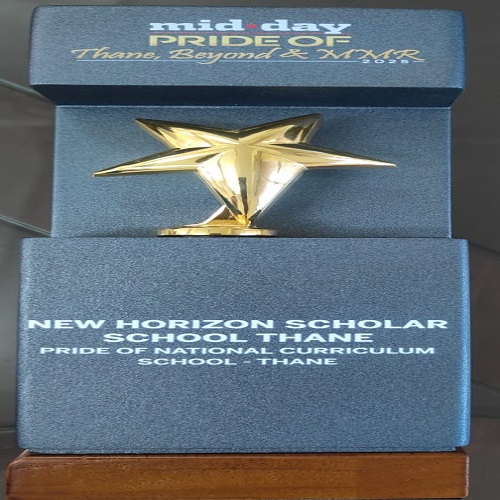 mid-day
PRIDE OF
Thane, Beyond & MMR
2025
NEW HORIZON SCHOLAR
SCHOOL THANE
PRIDE OF NATIONAL CURRICULUM
SCHOOL - THANE